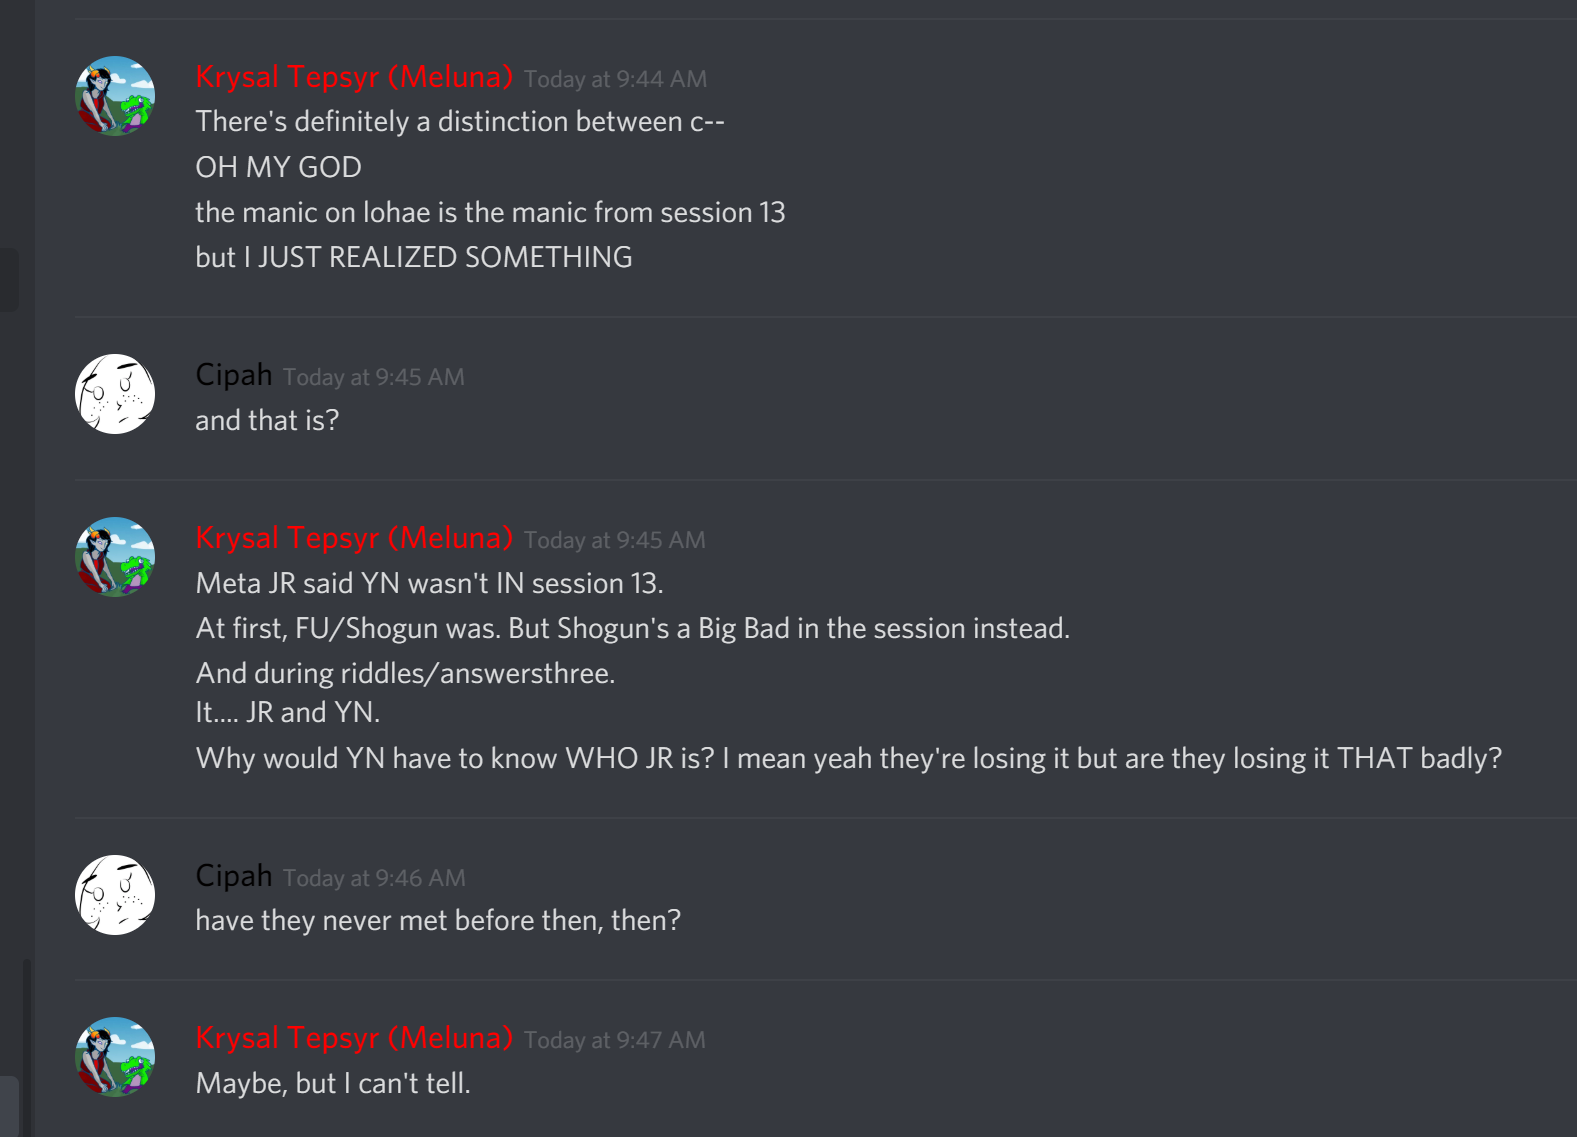 Krysal Tepsyr (Meluna) Today at 9:44 AM
There's definitely a distinction between c--
OH MY GOD
the manic on lohae is the manic from session 13
but I JUST REALIZED SOMETHING
Cipah Today at 9:45 AM
and that is?
Krysal Tepsyr (Meluna) Today at 9:45 AM
Meta JR said YN wasn't IN session 13.
At first, FU/Shogun was. But Shogun's a Big Bad in the session instead.
And during riddles/answersthree.
It.... JR and YN.
Why would YN have to know WHO JR is? I mean yeah they're losing it but are they losing it THAT badly?
Cipah Today at 9:46 AM
have they never met before then, then?
Krysal Tepsyr (Meluna) Today at 9:47 AM
Maybe, but I can't tell.